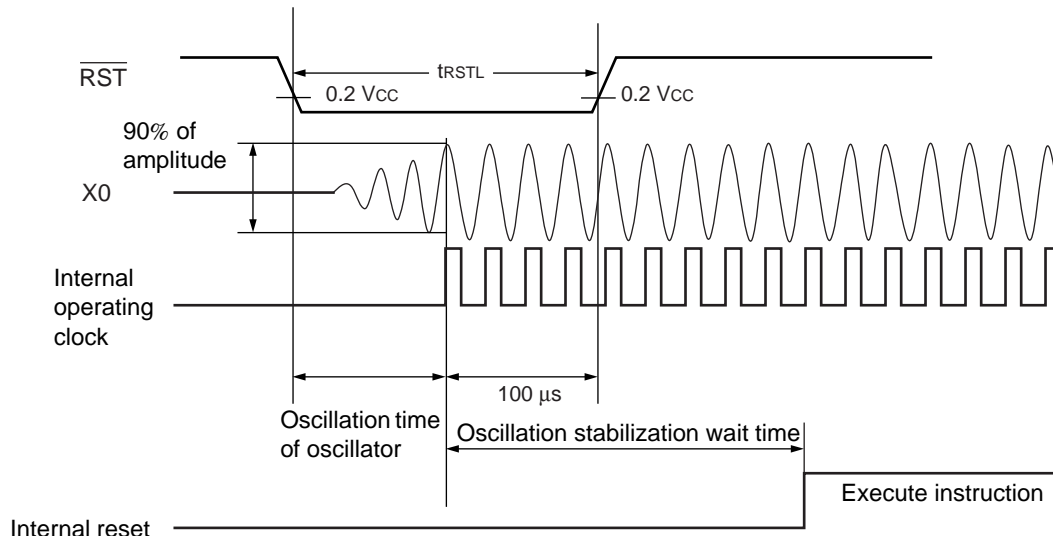 RST
tRSTL
0.2 VCC
0.2 VCC
90% of
amplitude
X0
Internal
operating
clock
100 μs
Oscillation time
of oscillator
Oscillation stabilization wait time
Execute instruction
Internal reset